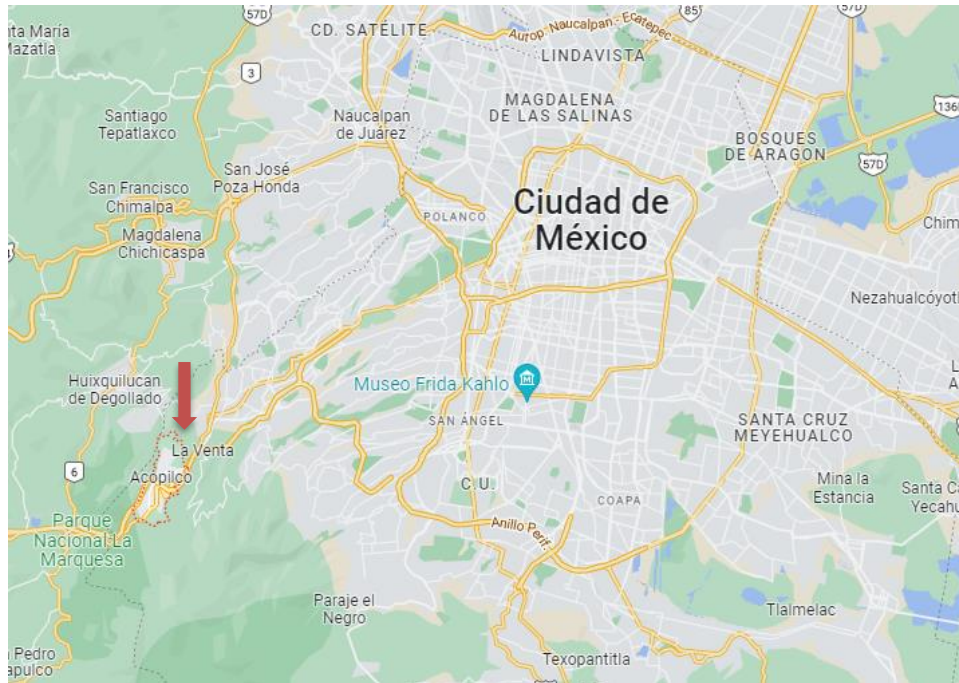 57D
85
57D
CD. SATÉLITE
Autop. Naucalpan - Ecatepec
nta María
Mazatla
LINDAVISTA
3
Santiago
Tepatlaxco
Naucalpan
de Juárez
MAGDALENA
DE LAS SALINAS
136
BOSQUES
DE ARAGON
57D
San José
Poza Honda
San Francisco
Chimalpa
POLANCO
Ciudad de
México
Magdalena
Chichicaspa
Chim
Nezahualcóyotl
Huixquilucan
de Degollado
Museo Frida Kahlo
M
SAN ÁNGEL
SANTA CRUZ
MEYEHUALCO
La Venta
6
Acopilco
C.U.
COAPA
Mina la
Estancia
Santa Ca
Yecahu
Parque
Nacional La
Marquesa
Anillo Perif.
Paraje el
Negro
Tlalmelac
Pedro
apulco
Texopantitla